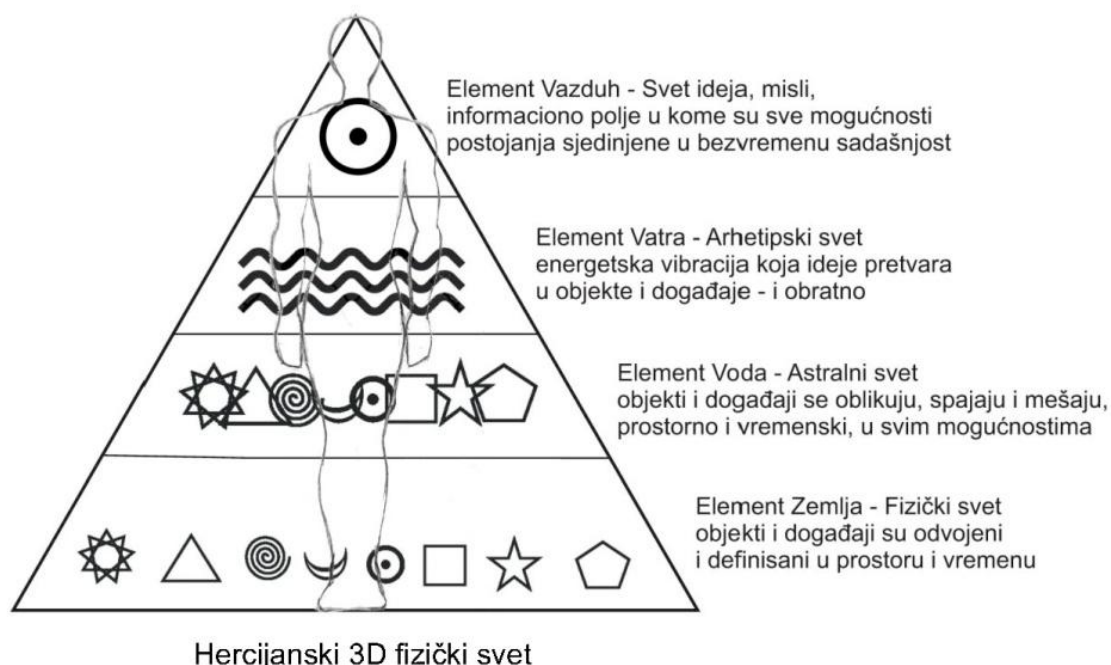 Element Vazduh - Svet ideja, misli,
informaciono polje u kome su sve mogućnosti
postojanja sjedinjene u bezvremenu sadašnjost
Element Vatra - Arhetipski svet
energetska vibracija koja ideje pretvara
u objekte i događaje - i obratno
Element Voda - Astralni svet
objekti i događaji se oblikuju, spajaju i mešaju,
prostorno i vremenski, u svim mogućnostima
Element Zemlja - Fizički svet
objekti i događaji su odvojeni
i definisani u prostoru i vremenu
Hercijanski 3D fizički svet